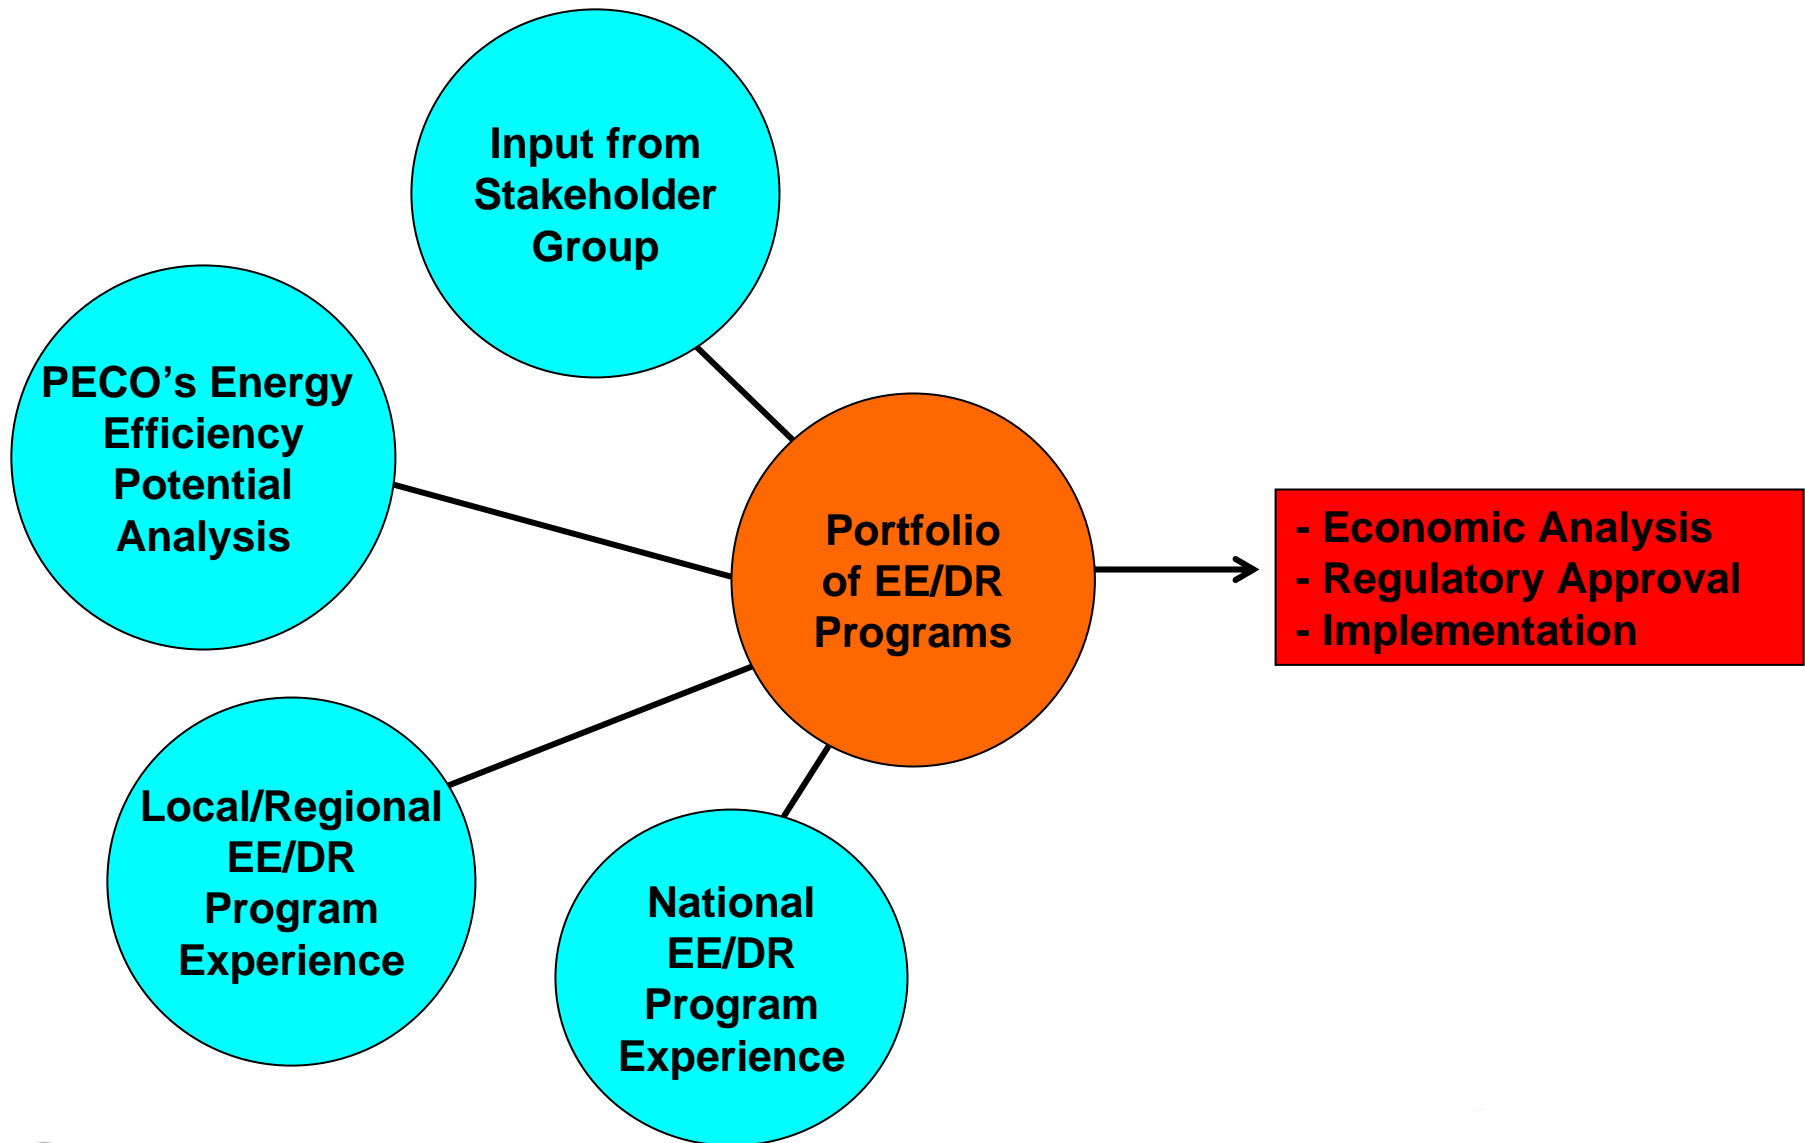 Input from
Stakeholder
Group
PECO’s Energy
Efficiency
Potential
Analysis
Portfolio
of EE/DR
Programs
- Economic Analysis
- Regulatory Approval
- Implementation
Local/Regional
EE/DR
Program
Experience
National
EE/DR
Program
Experience